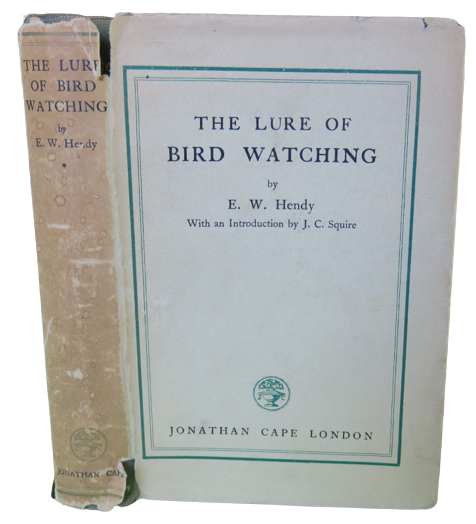 THE LURE
OF BIRD
WATCHING
by
E. W. Hendy
JONATHAN CAPE
THE LURE OF
BIRD WATCHING
by
E. W. Hendy
With an Introduction by J. C. Squire
JONATHAN CAPE LONDON